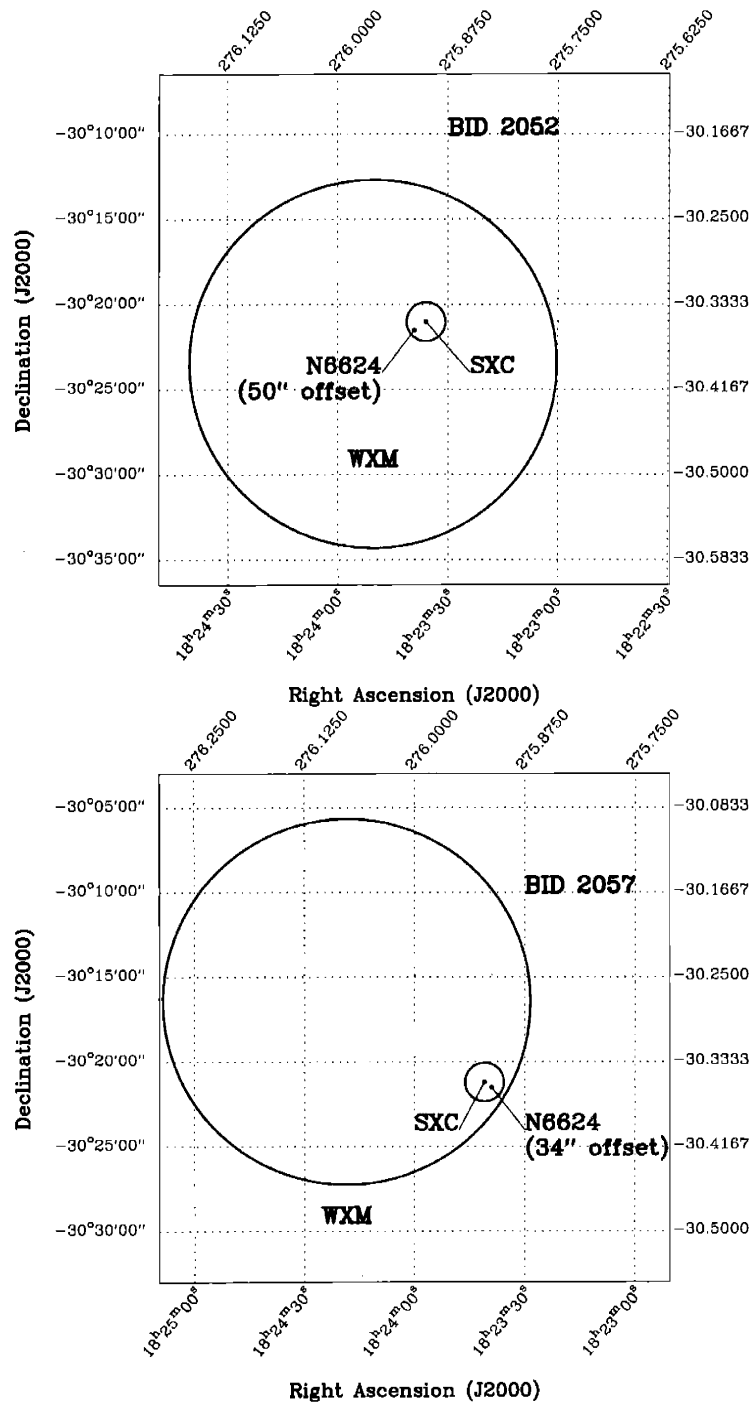 276.1250 276.0000 275.8750 275.7500 275.6250
BID 2052
−30°10'00" −30.1667
−30°15'00" −30.2500
−30°20'00" −30.3333
N6624 SXC
(50" offset)
−30°25'00" −30.4167
WXM
−30°30'00" −30.5000
−30°35'00" −30.5833
Declination (J2000)
18ʰ24ᵐ30ˢ 18ʰ24ᵐ00ˢ 18ʰ23ᵐ30ˢ 18ʰ23ᵐ00ˢ 18ʰ22ᵐ30ˢ
Right Ascension (J2000)
276.2500 276.1250 276.0000 275.8750 275.7500
−30°05'00" −30.0833
BID 2057
−30°10'00" −30.1667
−30°15'00" −30.2500
−30°20'00" −30.3333
SXC N6624
(34" offset)
−30°25'00" −30.4167
WXM
−30°30'00" −30.5000
Declination (J2000)
18ʰ25ᵐ00ˢ 18ʰ24ᵐ30ˢ 18ʰ24ᵐ00ˢ 18ʰ23ᵐ30ˢ 18ʰ23ᵐ00ˢ
Right Ascension (J2000)